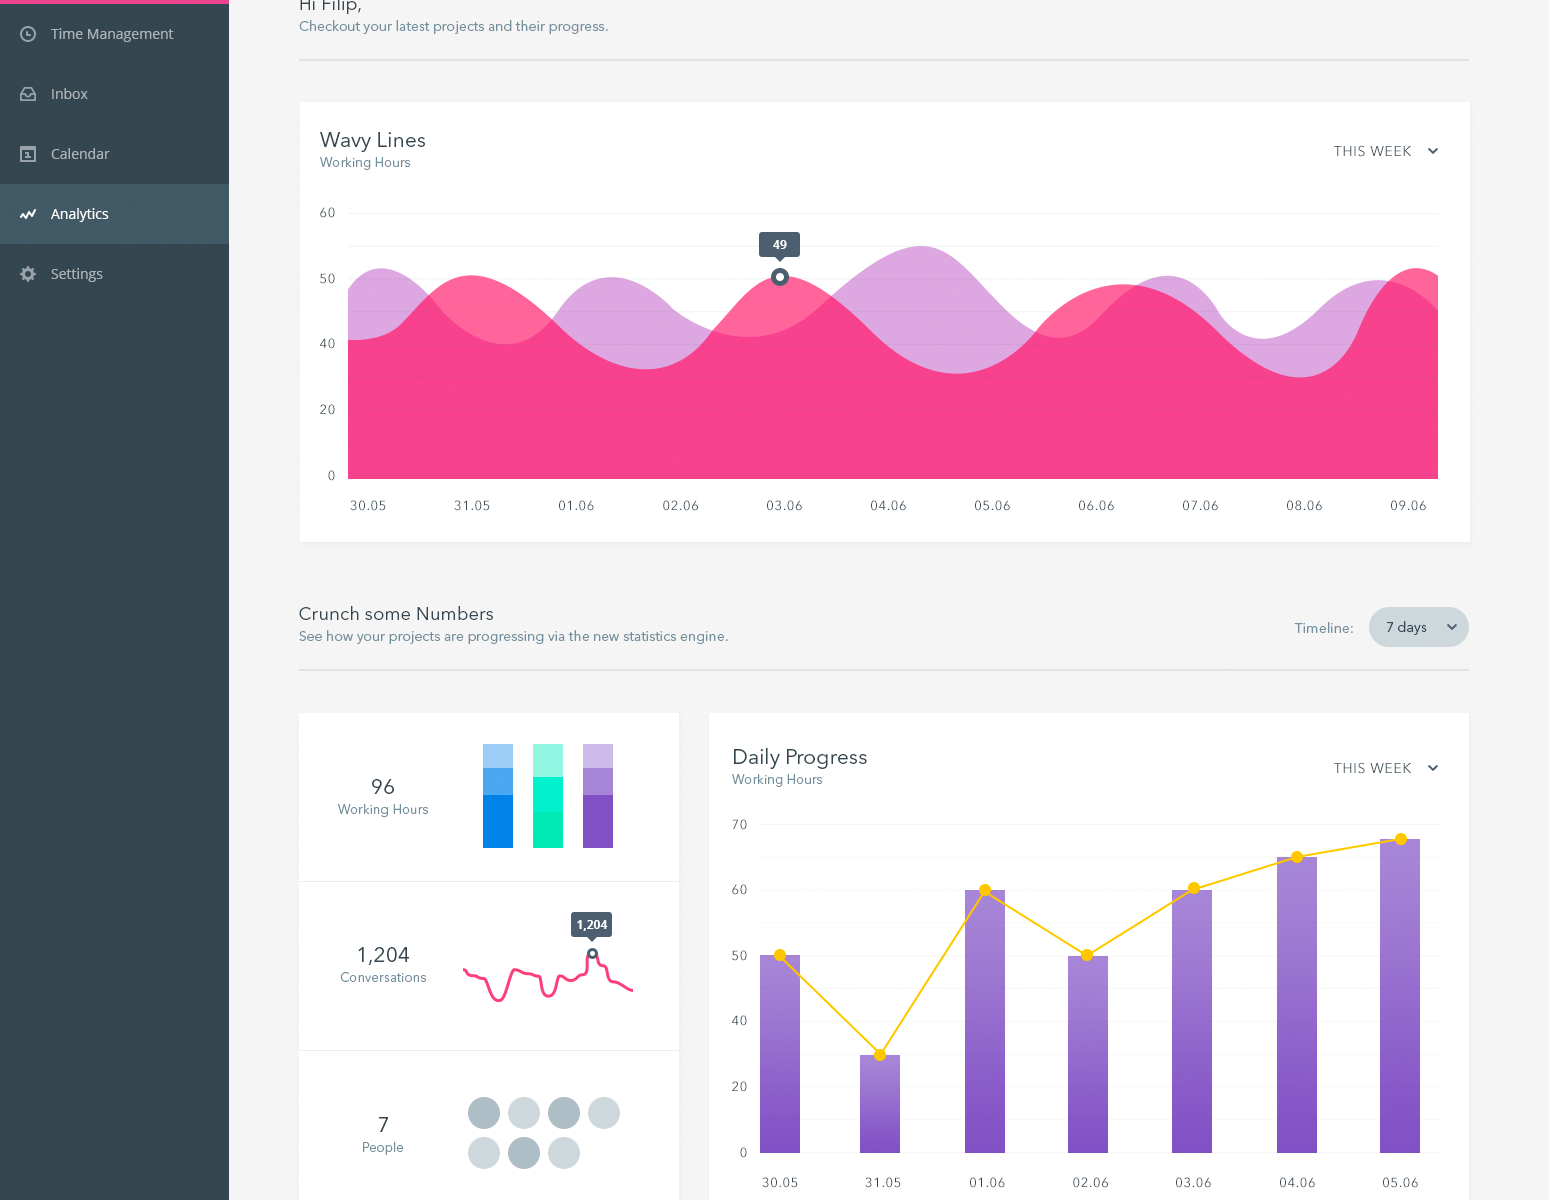 Time Management
Inbox
Calendar
Analytics
Settings
Hi Filip,
Checkout your latest projects and their progress.
Wavy Lines
Working Hours
THIS WEEK
60
50
40
20
0
49
30.05 31.05 01.06 02.06 03.06 04.06 05.06 06.06 07.06 08.06 09.06
Crunch some Numbers
See how your projects are progressing via the new statistics engine.
Timeline: 7 days
96
Working Hours
1,204
Conversations
1,204
7
People
Daily Progress
Working Hours
THIS WEEK
70
60
50
40
20
0
30.05 31.05 01.06 02.06 03.06 04.06 05.06